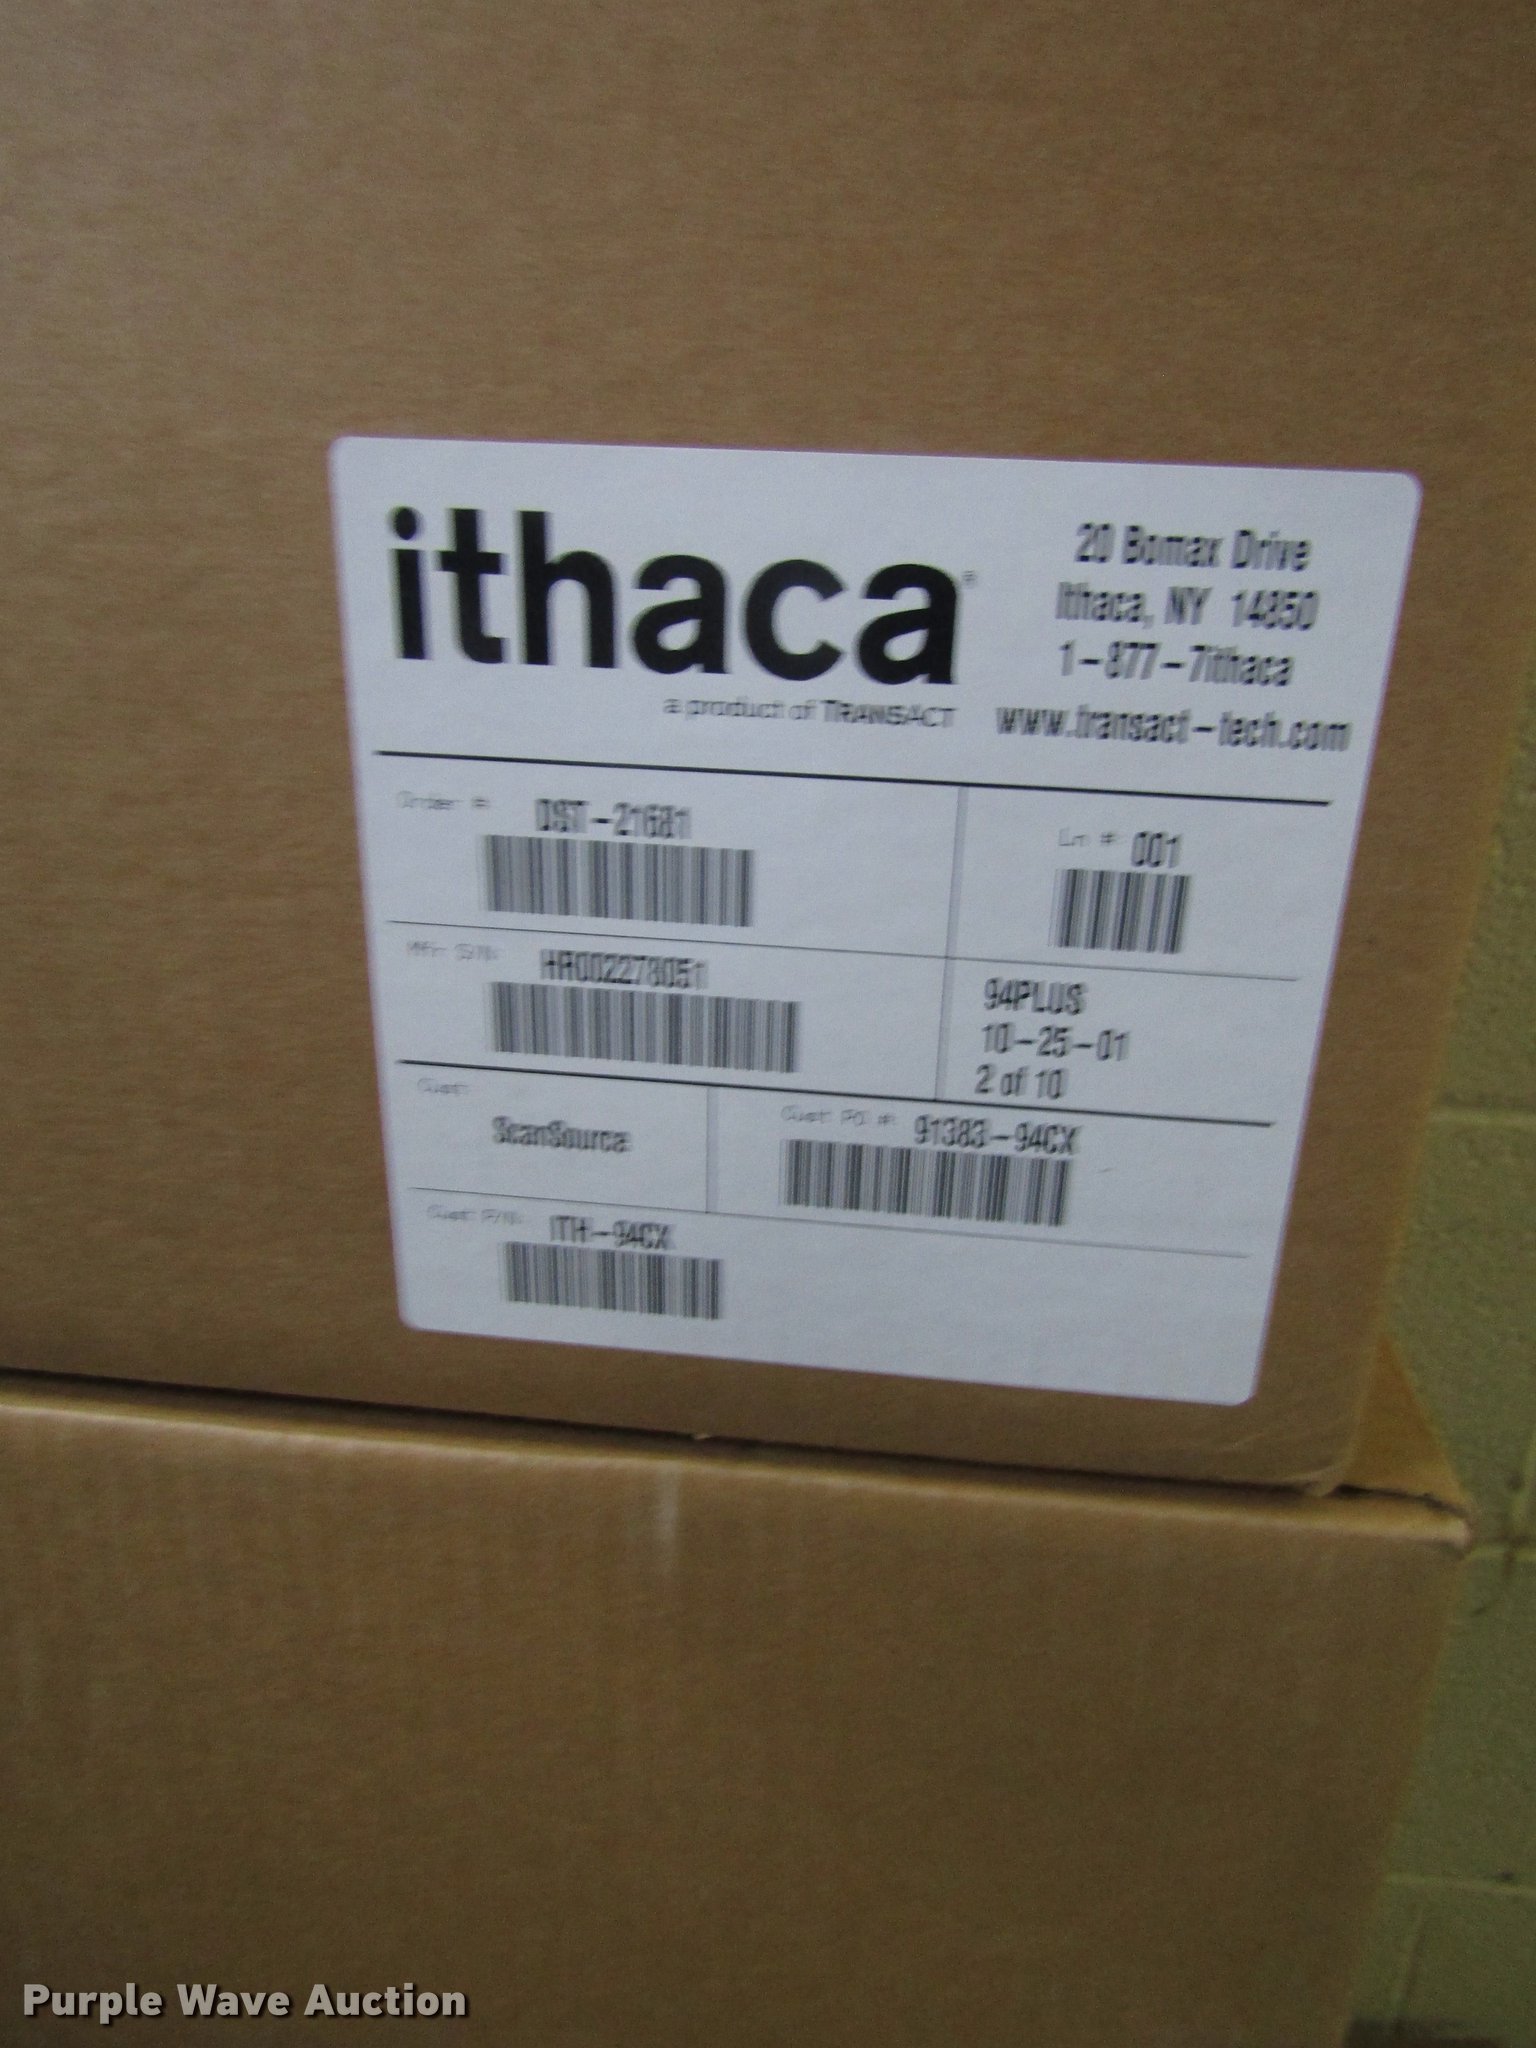 ithaca®
a product of TRANSACT
20 Bomax Drive
Ithaca, NY 14850
1-877-7ithaca
www.transact-tech.com
Order #: DST-21681
Ln #: 001
Mfr S/N: HR002278051
94PLUS
10-25-01
2 of 10
Cust:
ScanSource
Cust PO #: 91383-94CX
Cust P/N: ITH-94CX
Purple Wave Auction